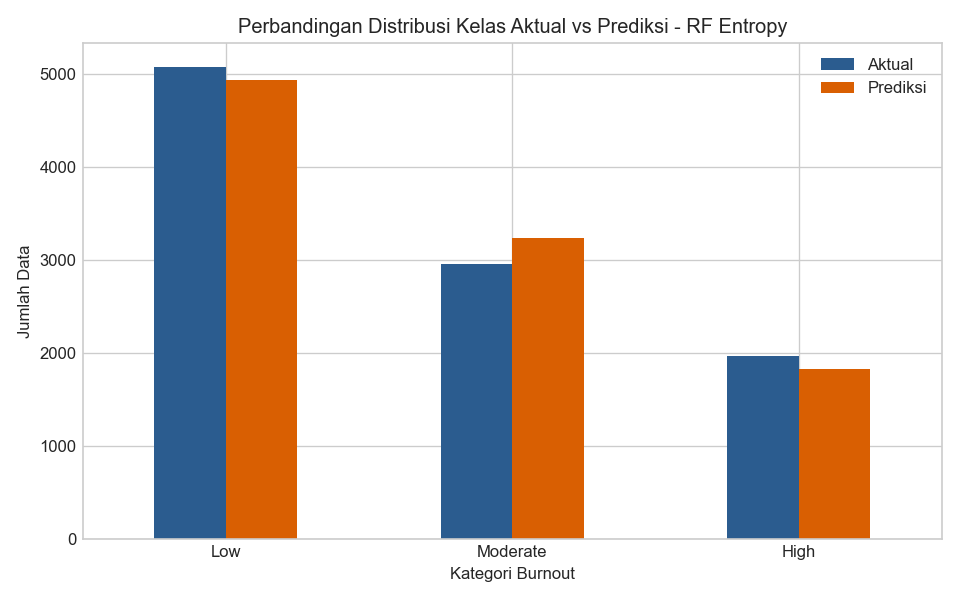 Perbandingan Distribusi Kelas Aktual vs Prediksi - RF Entropy
Aktual
Prediksi
5000
4000
3000
2000
1000
0
Jumlah Data
Low
Moderate
High
Kategori Burnout